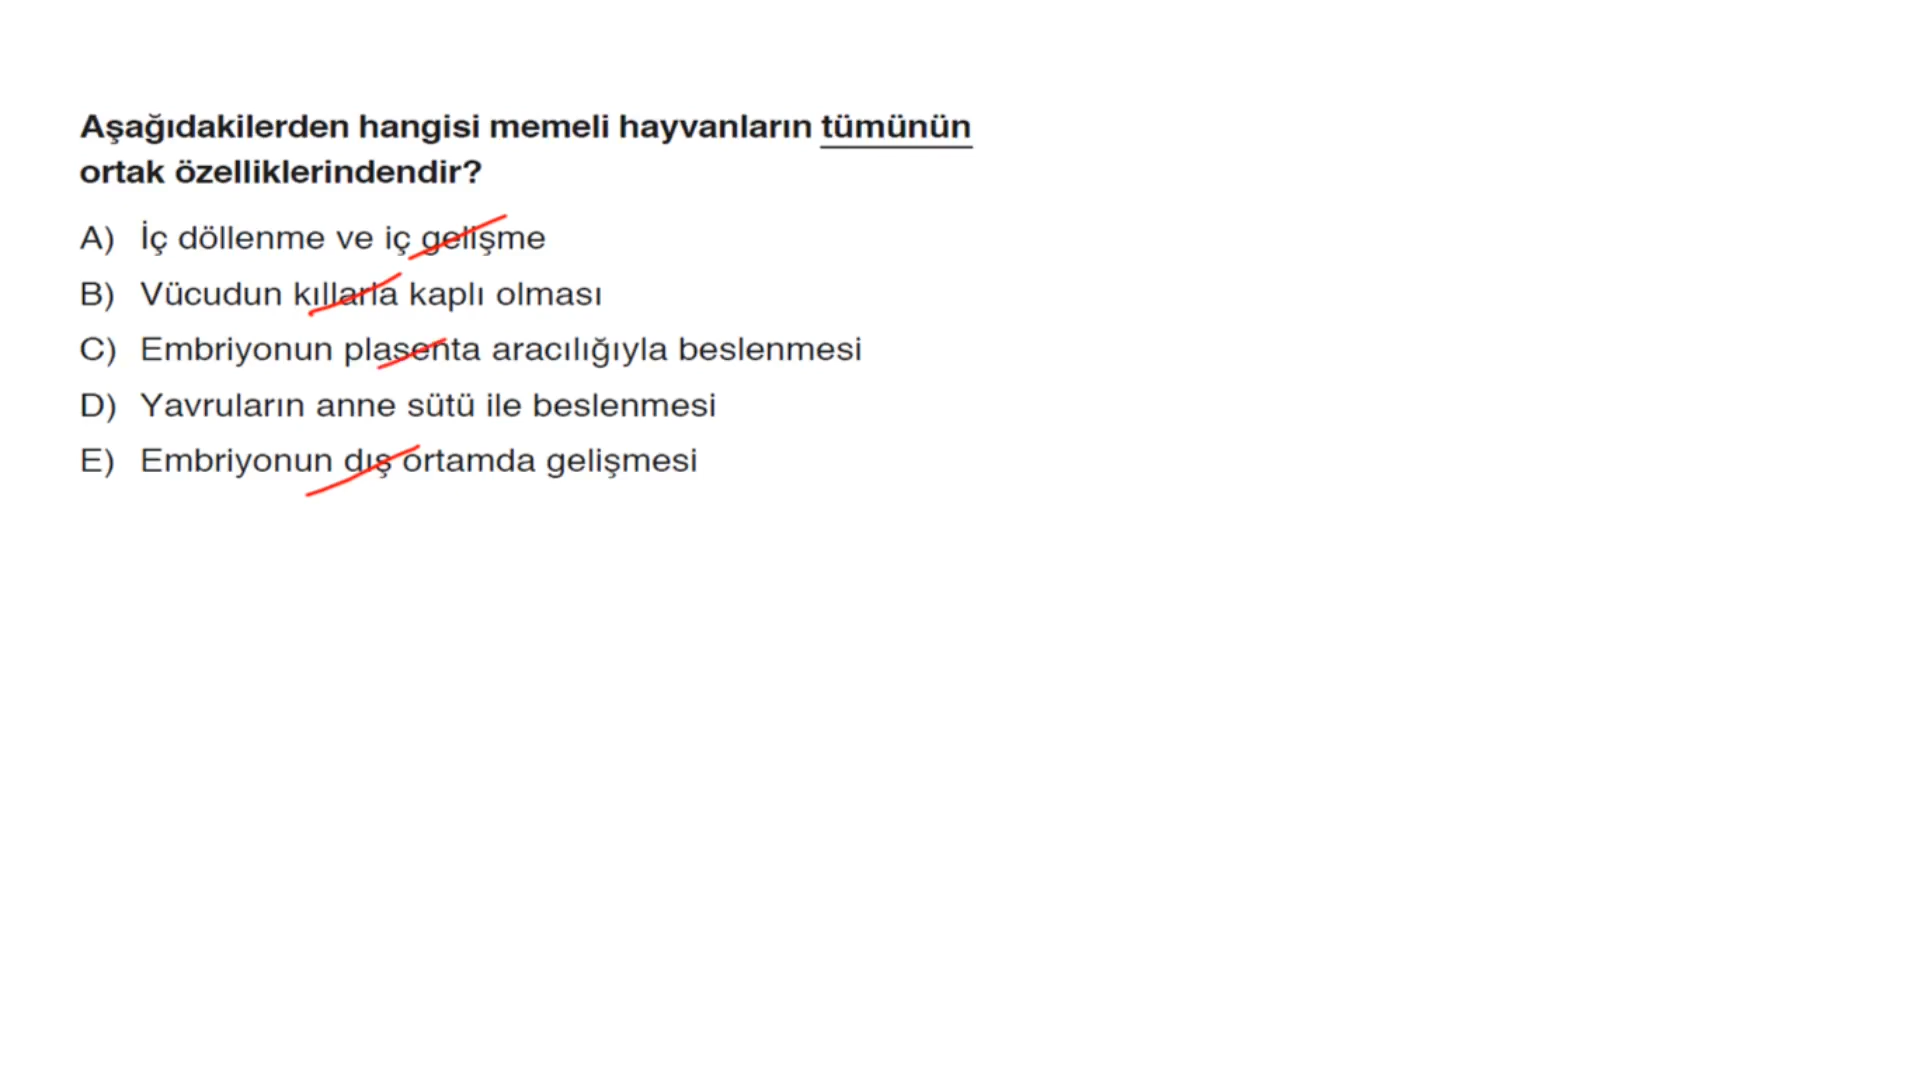 Aşağıdakilerden hangisi memeli hayvanların tümünün
ortak özelliklerindendir?
A) İç döllenme ve iç gelişme
B) Vücudun kıllarla kaplı olması
C) Embriyonun plasenta aracılığıyla beslenmesi
D) Yavruların anne sütü ile beslenmesi
E) Embriyonun dış ortamda gelişmesi